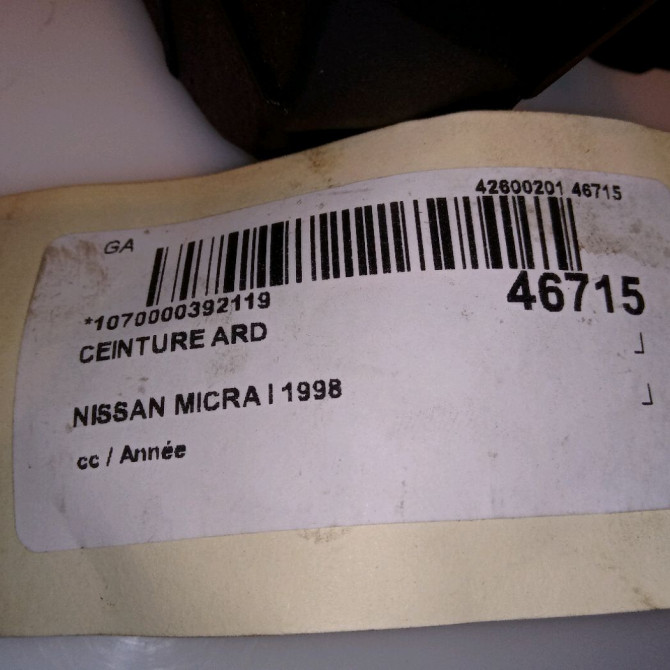 42600201 46715
GA
*1070000392119
46715
CEINTURE ARD
NISSAN MICRA I 1998
cc / Année